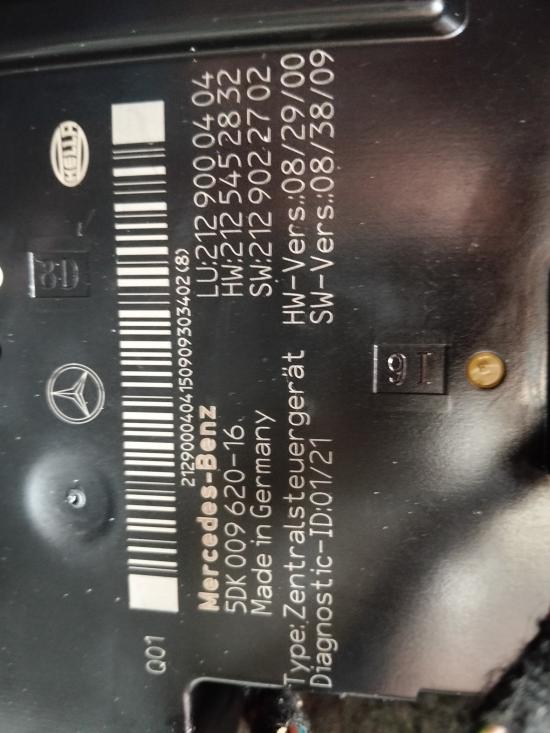 HELLA
Q01
2129000404150909303402(8)
Mercedes-Benz LU:212 900 04 04
5DK 009 620-16 HW:212 545 28 32
Made in Germany SW:212 902 27 02
Type:Zentralsteuergerät HW-Vers.:08/29/00
Diagnostic-ID:01/21 SW-Vers.:08/38/09